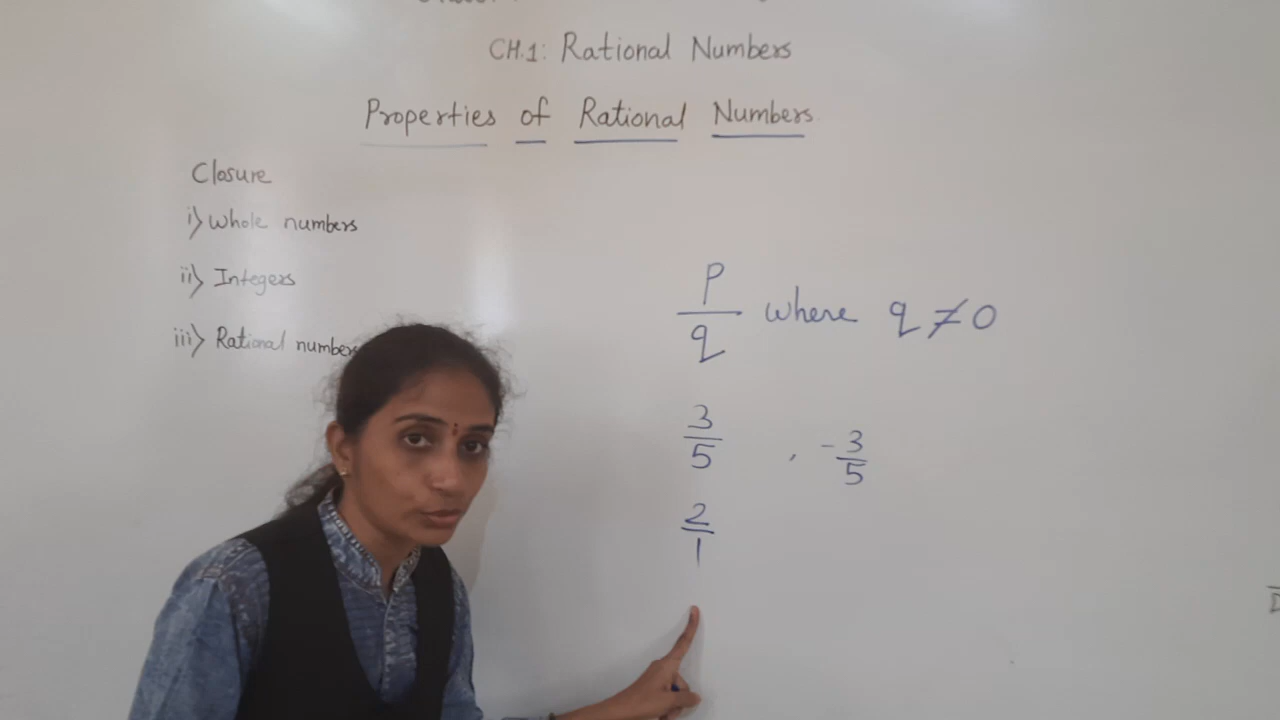 CH.1: Rational Numbers
Properties of Rational Numbers
Closure
i) Whole numbers
ii) Integers
iii) Rational numbers
P/q where q ≠ 0
3/5 , -3/5
2/1